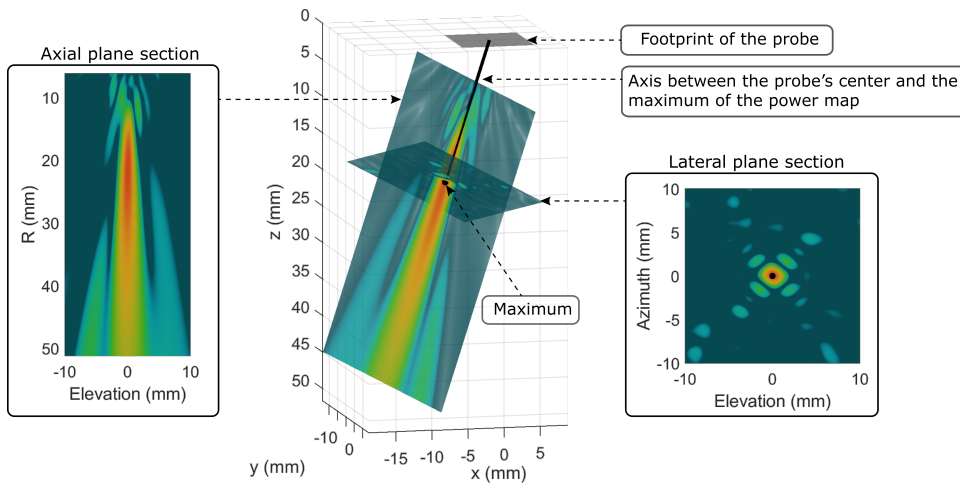 Axial plane section
10
20
30
40
50
R (mm)
-10
0
10
Elevation (mm)
0
5
10
15
20
25
30
35
40
45
50
z (mm)
-10
0
y (mm)
-15
-10
-5
0
5
x (mm)
Footprint of the probe
Axis between the probe's center and the
maximum of the power map
Maximum
Lateral plane section
10
5
0
-5
-10
Azimuth (mm)
-10
0
10
Elevation (mm)